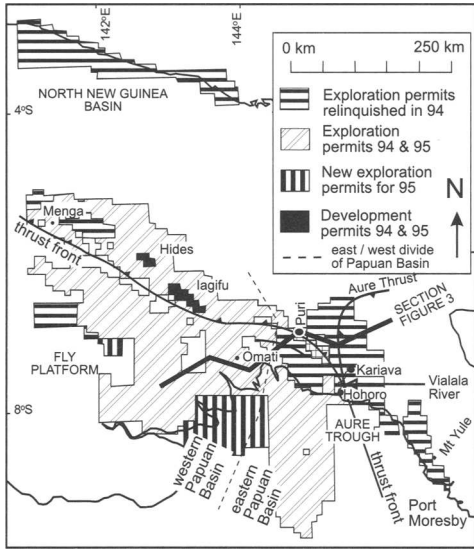 142°E
144°E
0 km
250 km
NORTH NEW GUINEA
BASIN
Exploration permits
relinquished in 94
4°S
Exploration
permits 94 & 95
New exploration
permits for 95
N
Development
permits 94 & 95
east / west divide
of Papuan Basin
Menga
thrust front
Hides
Iagifu
Aure Thrust
Puri
SECTION
FIGURE 3
FLY
PLATFORM
Omati
Kariava
Vialala
River
Hohoro
8°S
AURE
TROUGH
Mt Yule
western
Papuan
Basin
eastern
Papuan
Basin
thrust front
Port
Moresby